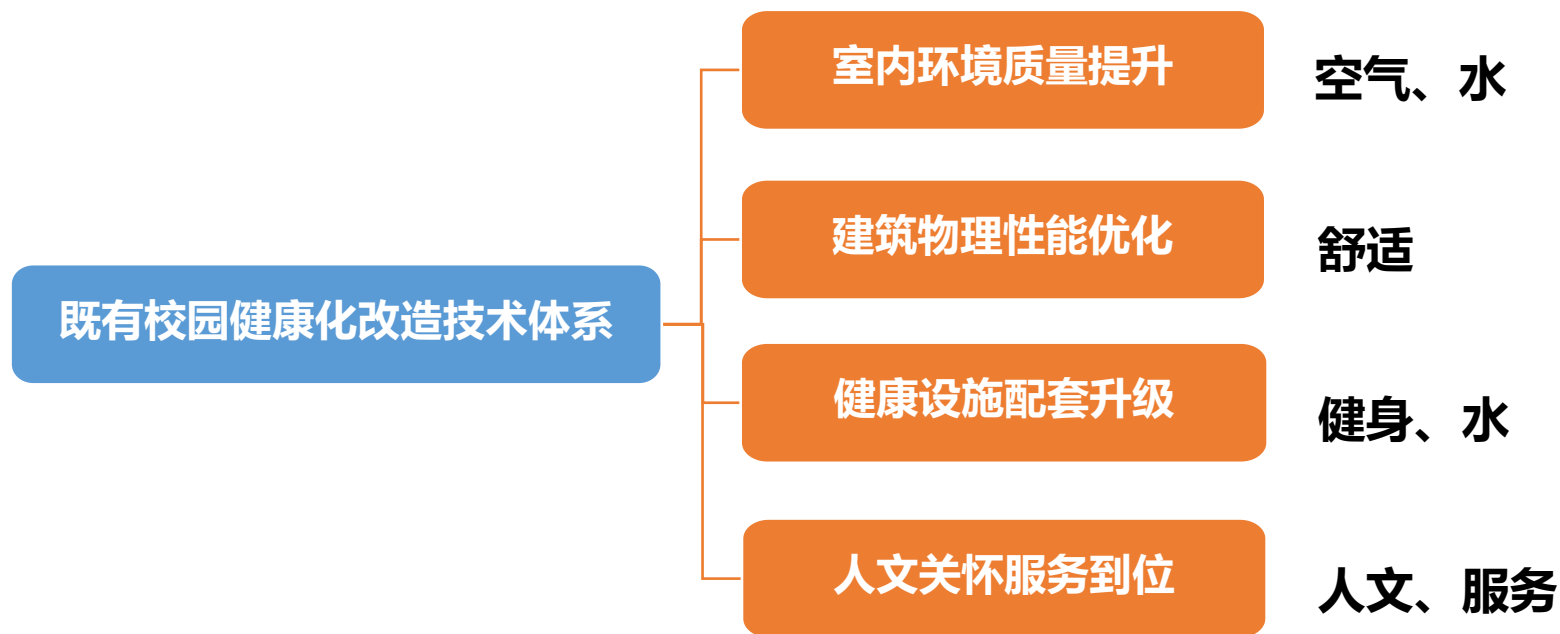 室内环境质量提升
空气、水
建筑物理性能优化
舒适
既有校园健康化改造技术体系
健康设施配套升级
健身、水
人文关怀服务到位
人文、服务